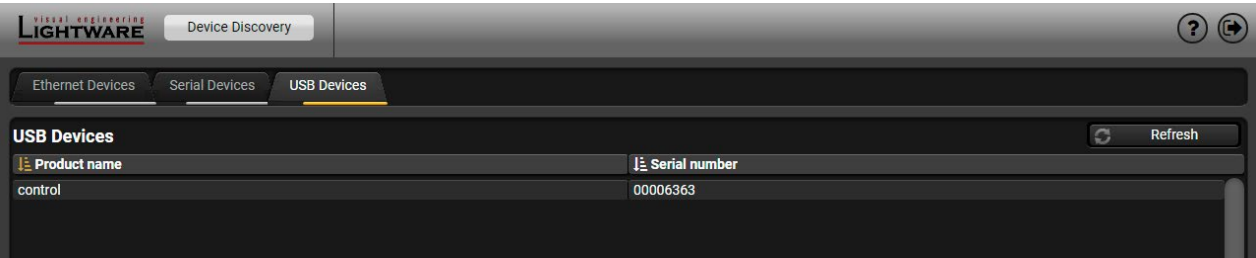 visual engineering
LIGHTWARE
Device Discovery
?
Ethernet Devices
Serial Devices
USB Devices
USB Devices
Refresh
Product name
Serial number
control
00006363